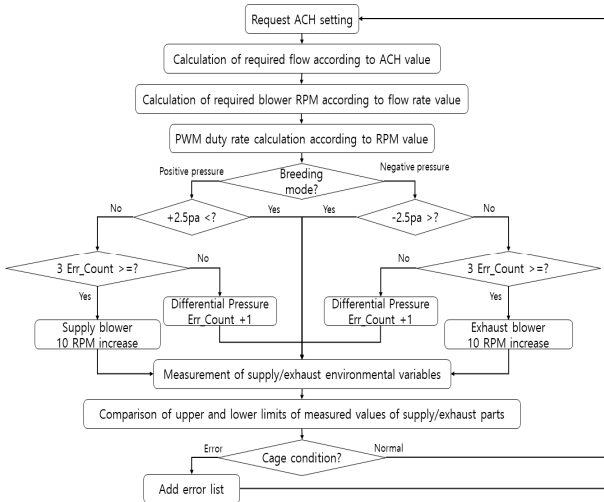 Request ACH setting
Calculation of required flow according to ACH value
Calculation of required blower RPM according to flow rate value
PWM duty rate calculation according to RPM value
Positive pressure
Breeding
mode?
Negative pressure
No
+2.5pa <?
Yes
Yes
-2.5pa >?
No
3 Err_Count >=?
No
No
3 Err_Count >=?
Yes
Differential Pressure
Err_Count +1
Differential Pressure
Err_Count +1
Yes
Supply blower
10 RPM increase
Exhaust blower
10 RPM increase
Measurement of supply/exhaust environmental variables
Comparison of upper and lower limits of measured values of supply/exhaust parts
Error
Cage condition?
Normal
Add error list